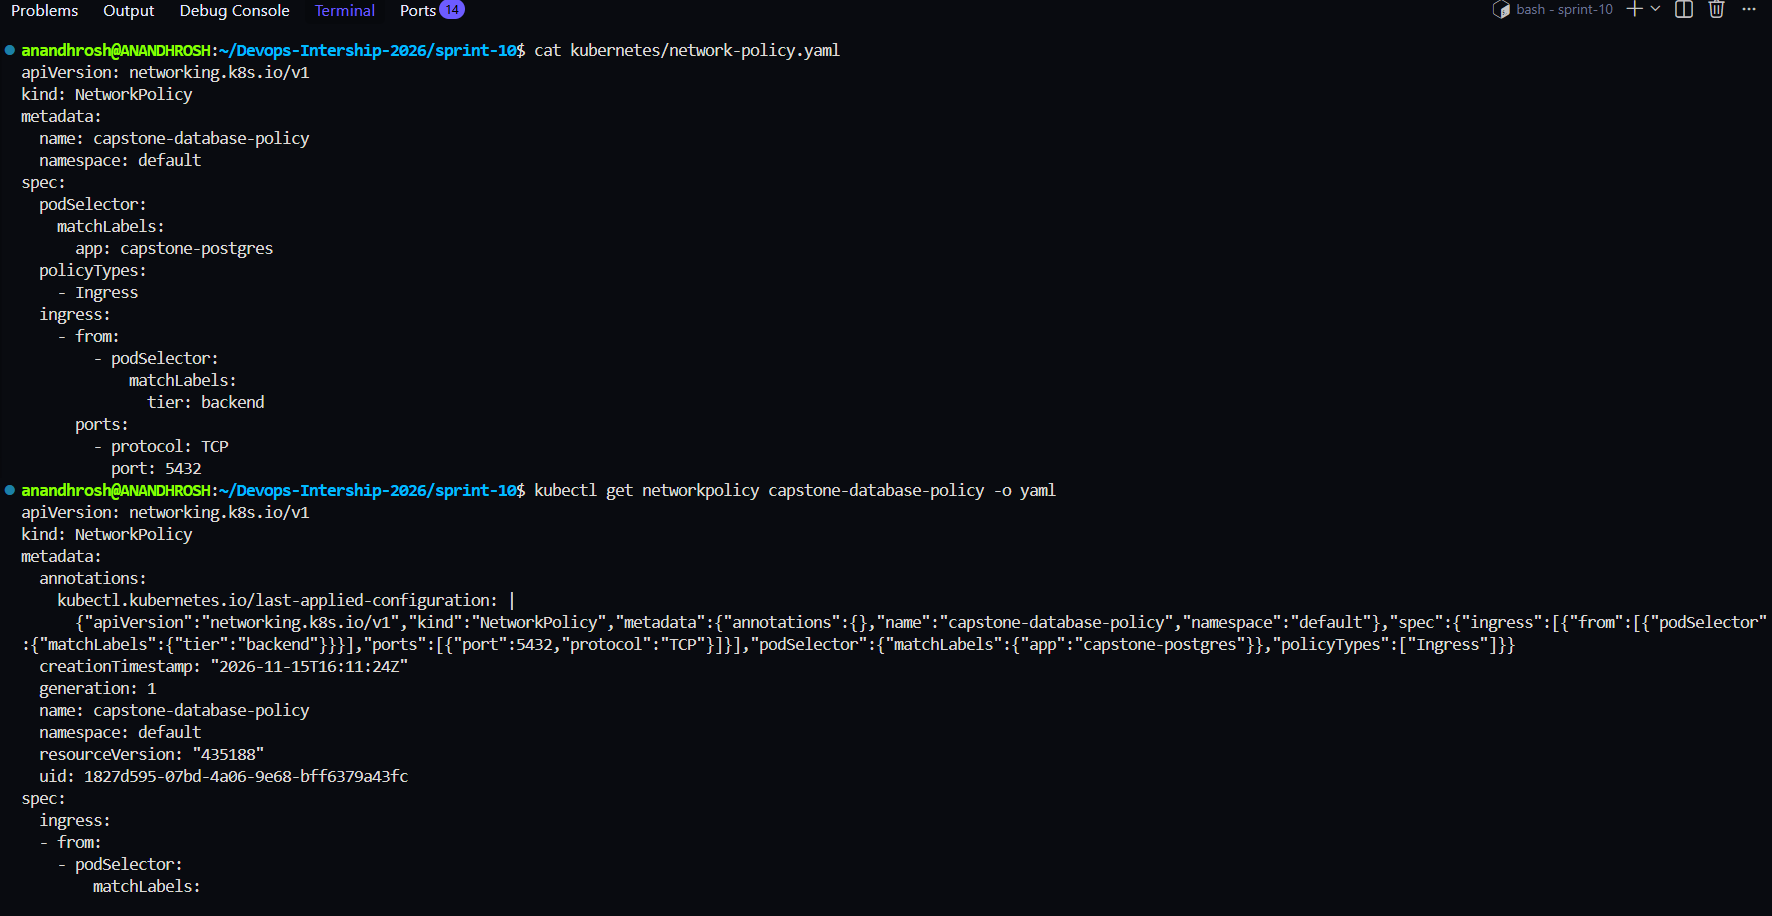 Problems Output Debug Console Terminal Ports 14 bash - sprint-10
anandhrosh@ANANDHROSH:~/Devops-Intership-2026/sprint-10$ cat kubernetes/network-policy.yaml
apiVersion: networking.k8s.io/v1
kind: NetworkPolicy
metadata:
  name: capstone-database-policy
  namespace: default
spec:
  podSelector:
    matchLabels:
      app: capstone-postgres
  policyTypes:
    - Ingress
  ingress:
    - from:
        - podSelector:
            matchLabels:
              tier: backend
      ports:
        - protocol: TCP
          port: 5432
anandhrosh@ANANDHROSH:~/Devops-Intership-2026/sprint-10$ kubectl get networkpolicy capstone-database-policy -o yaml
apiVersion: networking.k8s.io/v1
kind: NetworkPolicy
metadata:
  annotations:
    kubectl.kubernetes.io/last-applied-configuration: |
      {"apiVersion":"networking.k8s.io/v1","kind":"NetworkPolicy","metadata":{"annotations":{},"name":"capstone-database-policy","namespace":"default"},"spec":{"ingress":[{"from":[{"podSelector"
:{"matchLabels":{"tier":"backend"}}}],"ports":[{"port":5432,"protocol":"TCP"}]}],"podSelector":{"matchLabels":{"app":"capstone-postgres"}},"policyTypes":["Ingress"]}}
  creationTimestamp: "2026-11-15T16:11:24Z"
  generation: 1
  name: capstone-database-policy
  namespace: default
  resourceVersion: "435188"
  uid: 1827d595-07bd-4a06-9e68-bff6379a43fc
spec:
  ingress:
  - from:
    - podSelector:
        matchLabels: